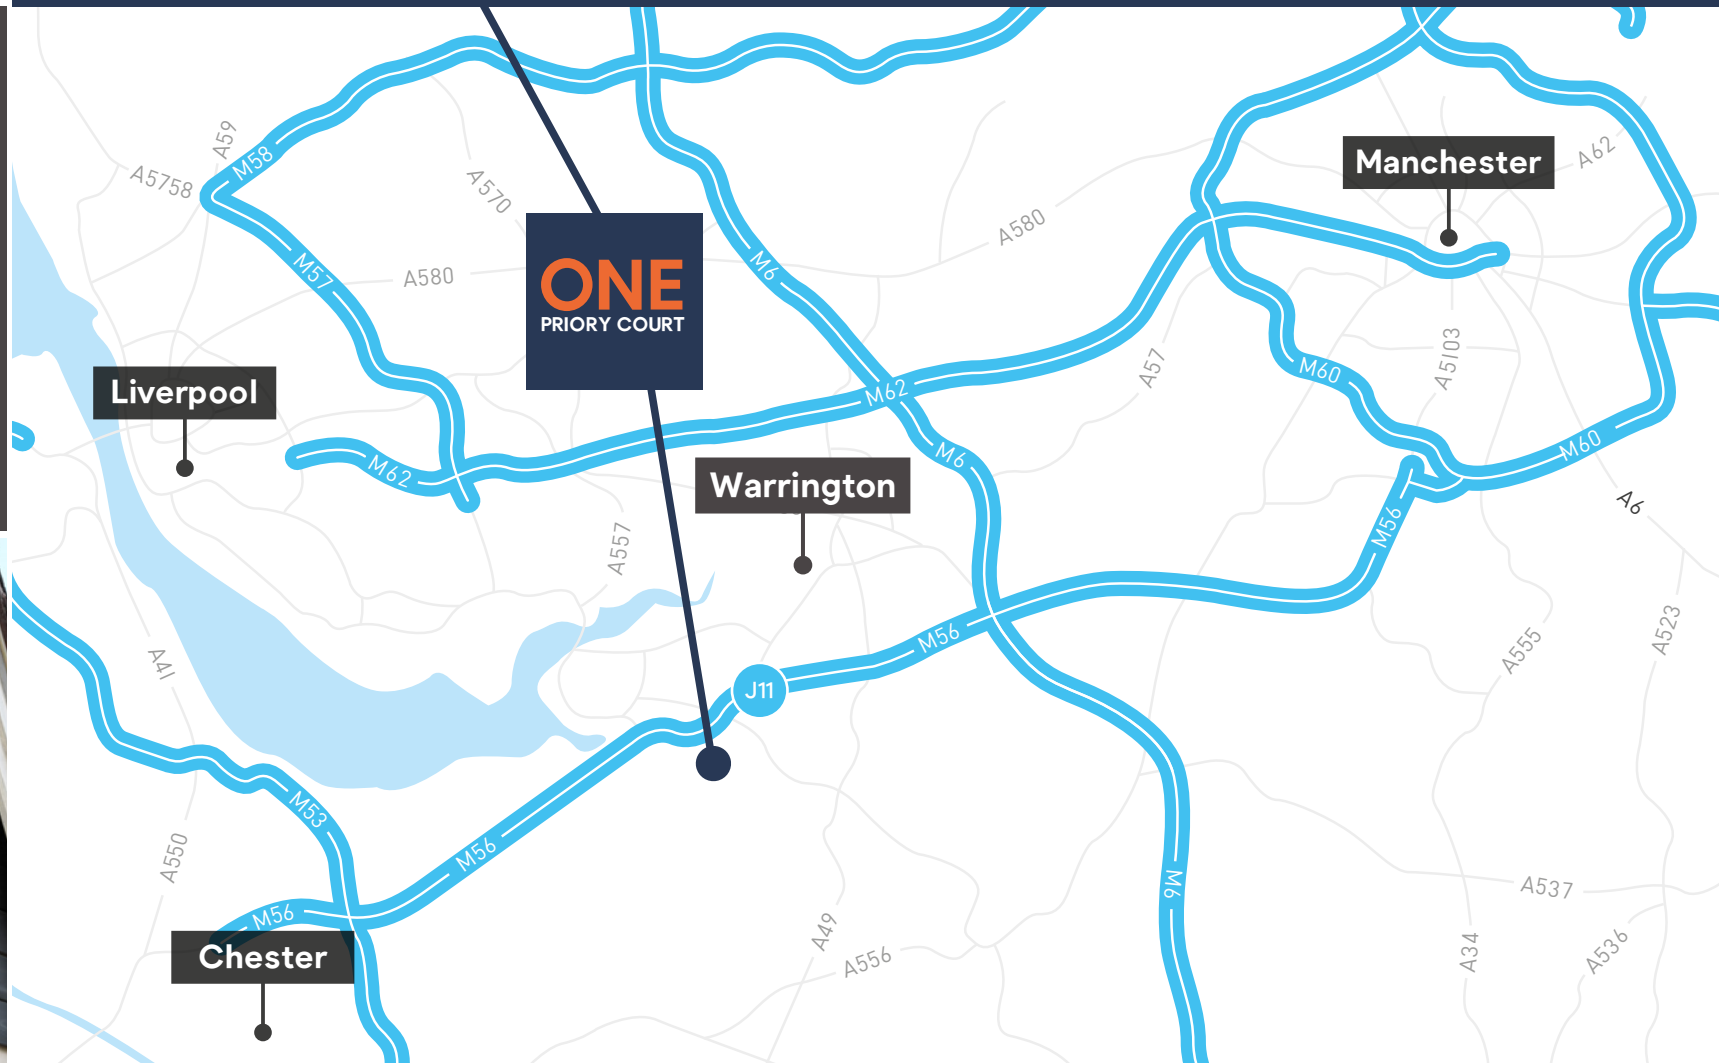 A59
M58
A5758
A570
M57
A580
ONE
PRIORY COURT
M6
A580
Manchester
A62
Liverpool
M62
M62
M6
A57
M60
A5103
M60
A6
Warrington
A557
M56
M56
J11
A555
A523
A41
M53
A550
M56
M56
Chester
M6
A49
A556
A537
A34
A536